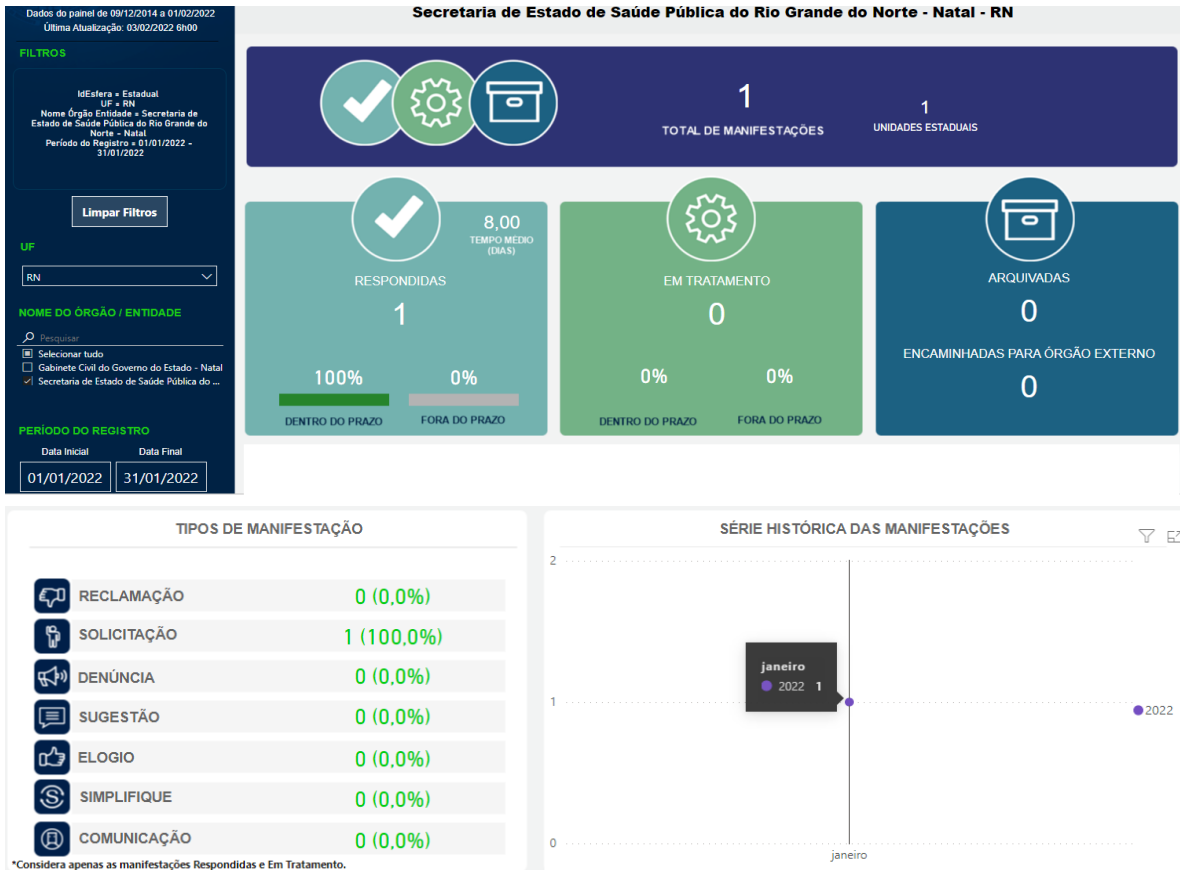 Dados do painel de 09/12/2014 a 01/02/2022
Última Atualização: 03/02/2022 6h00
FILTROS
IdEsfera = Estadual
UF = RN
Nome Órgão Entidade = Secretaria de
Estado de Saúde Pública do Rio Grande do
Norte - Natal
Período do Registro = 01/01/2022 -
31/01/2022
Limpar Filtros
UF
RN
NOME DO ÓRGÃO / ENTIDADE
Pesquisar
Selecionar tudo
Gabinete Civil do Governo do Estado - Natal
Secretaria de Estado de Saúde Pública do ...
PERÍODO DO REGISTRO
Data Inicial Data Final
01/01/2022 31/01/2022
Secretaria de Estado de Saúde Pública do Rio Grande do Norte - Natal - RN
1
TOTAL DE MANIFESTAÇÕES
1
UNIDADES ESTADUAIS
8,00
TEMPO MÉDIO
(DIAS)
RESPONDIDAS
1
100% 0%
DENTRO DO PRAZO FORA DO PRAZO
EM TRATAMENTO
0
0% 0%
DENTRO DO PRAZO FORA DO PRAZO
ARQUIVADAS
0
ENCAMINHADAS PARA ÓRGÃO EXTERNO
0
TIPOS DE MANIFESTAÇÃO
RECLAMAÇÃO 0 (0,0%)
SOLICITAÇÃO 1 (100,0%)
DENÚNCIA 0 (0,0%)
SUGESTÃO 0 (0,0%)
ELOGIO 0 (0,0%)
SIMPLIFIQUE 0 (0,0%)
COMUNICAÇÃO 0 (0,0%)
*Considera apenas as manifestações Respondidas e Em Tratamento.
SÉRIE HISTÓRICA DAS MANIFESTAÇÕES
2
janeiro
2022 1
1
2022
0
janeiro